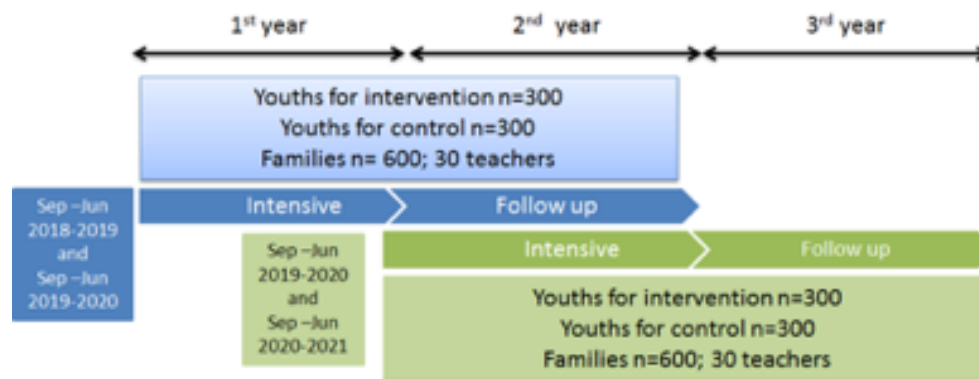 1st year 2nd year 3rd year
Youths for intervention n=300
Youths for control n=300
Families n= 600; 30 teachers
Sep –Jun
2018-2019
and
Sep –Jun
2019-2020
Intensive Follow up
Intensive Follow up
Sep –Jun
2019-2020
and
Sep –Jun
2020-2021
Youths for intervention n=300
Youths for control n=300
Families n=600; 30 teachers